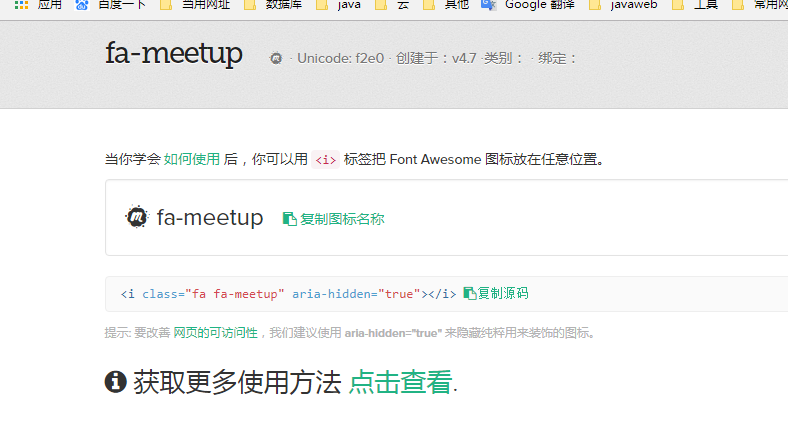 应用 百度一下 当用网址 数据库 java 云 其他 Google 翻译 javaweb 工具 常用网
fa-meetup · Unicode: f2e0 · 创建于：v4.7 ·类别： · 绑定：
当你学会 如何使用 后，你可以用 <i> 标签把 Font Awesome 图标放在任意位置。
fa-meetup 复制图标名称
<i class="fa fa-meetup" aria-hidden="true"></i> 复制源码
提示: 要改善 网页的可访问性，我们建议使用 aria-hidden="true" 来隐藏纯粹用来装饰的图标。
获取更多使用方法 点击查看.